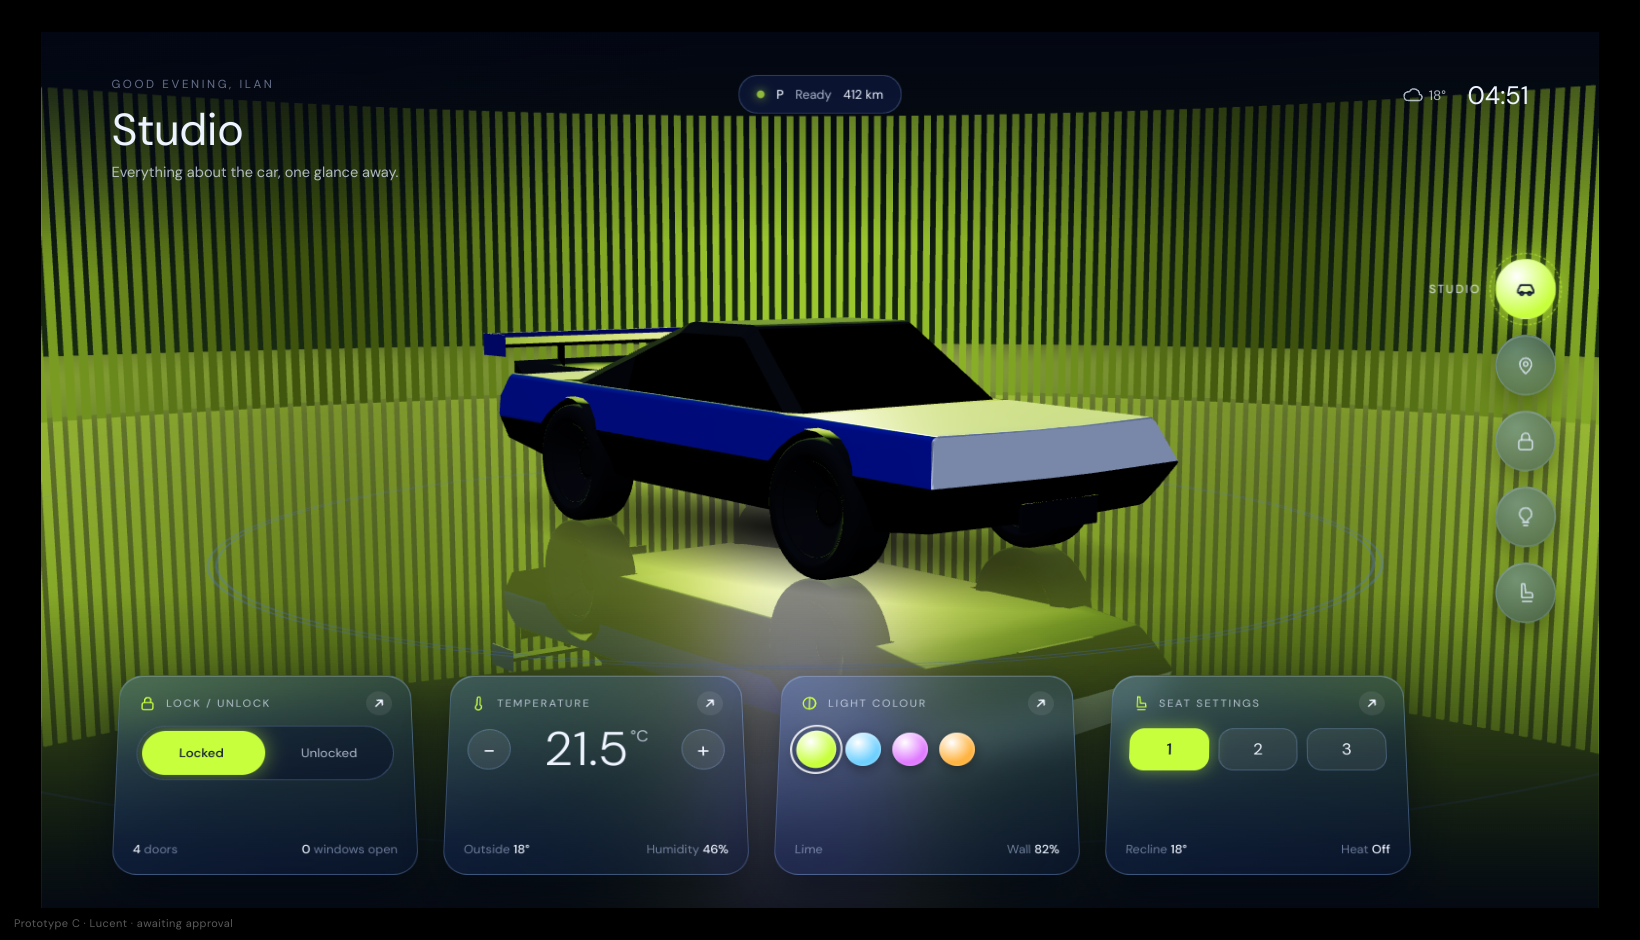 GOOD EVENING, ILAN
Studio
Everything about the car, one glance away.
P Ready 412 km
18° 04:51
STUDIO
LOCK / UNLOCK
Locked Unlocked
4 doors 0 windows open
TEMPERATURE
− 21.5 °C +
Outside 18° Humidity 46%
LIGHT COLOUR
Lime Wall 82%
SEAT SETTINGS
1 2 3
Recline 18° Heat Off
Prototype C · Lucent · awaiting approval